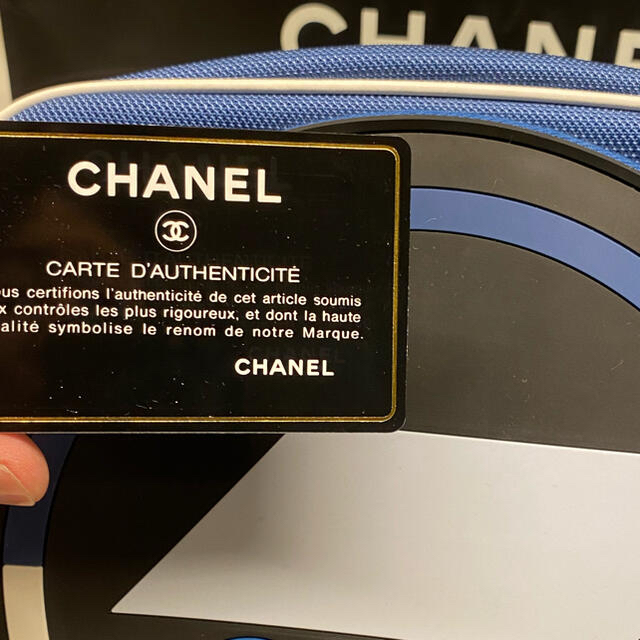 CHANE
CHANEL
CARTE D'AUTHENTICITÉ
certifions l'authenticité de cet article soumis
contrôles les plus rigoureux, et dont la haute
symbolise le renom de notre Marque.
CHANEL